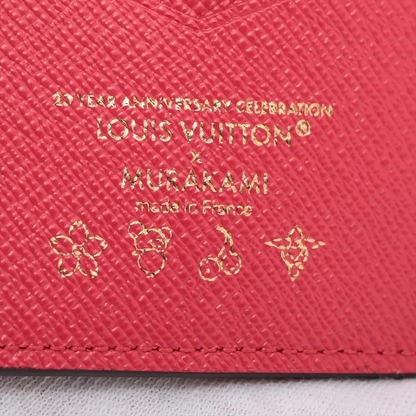 20 YEAR ANNIVERSARY CELEBRATION
LOUIS VUITTON®
x
MURAKAMI
made in France